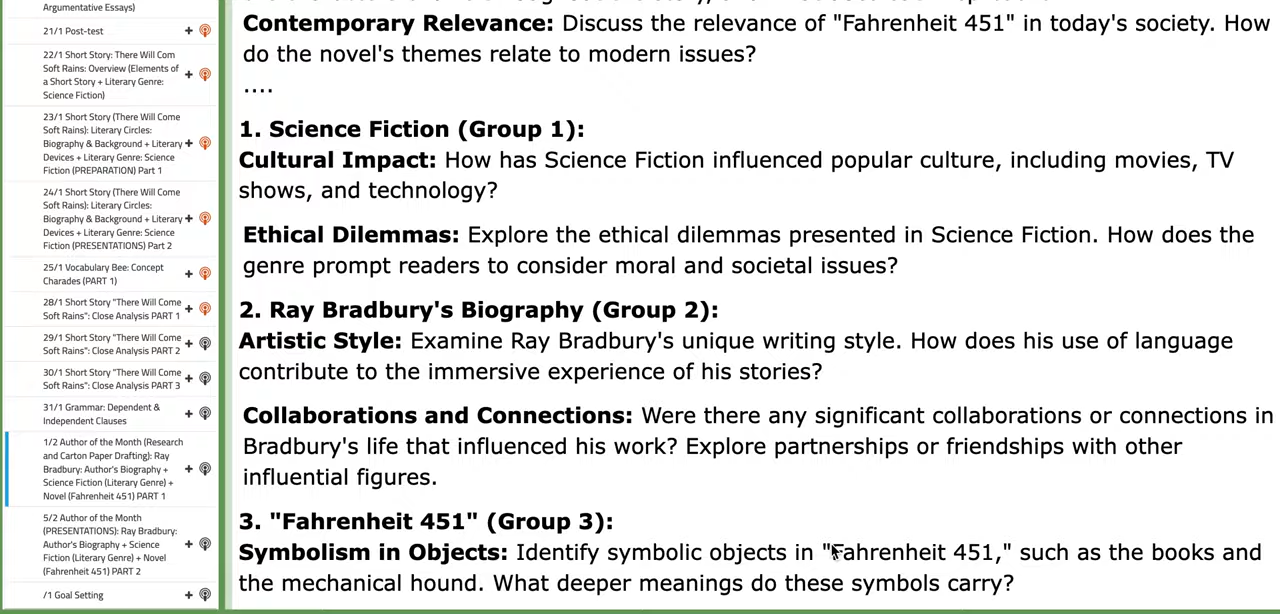 Argumentative Essays)
21/1 Post-test
22/1 Short Story: There Will Com
Soft Rains: Overview (Elements of
a Short Story + Literary Genre:
Science Fiction)
23/1 Short Story (There Will Come
Soft Rains): Literary Circles:
Biography & Background + Literary
Devices + Literary Genre: Science
Fiction (PREPARATION) Part 1
24/1 Short Story (There Will Come
Soft Rains): Literary Circles:
Biography & Background + Literary
Devices + Literary Genre: Science
Fiction (PRESENTATIONS) Part 2
25/1 Vocabulary Bee: Concept
Charades (PART 1)
28/1 Short Story "There Will Come
Soft Rains": Close Analysis PART 1
29/1 Short Story "There Will Come
Soft Rains": Close Analysis PART 2
30/1 Short Story "There Will Come
Soft Rains": Close Analysis PART 3
31/1 Grammar: Dependent &
Independent Clauses
1/2 Author of the Month (Research
and Carton Paper Drafting): Ray
Bradbury: Author's Biography +
Science Fiction (Literary Genre) +
Novel (Fahrenheit 451) PART 1
5/2 Author of the Month
(PRESENTATIONS): Ray Bradbury:
Author's Biography + Science
Fiction (Literary Genre) + Novel
(Fahrenheit 451) PART 2
/1 Goal Setting
Contemporary Relevance: Discuss the relevance of "Fahrenheit 451" in today's society. How
do the novel's themes relate to modern issues?
....
1. Science Fiction (Group 1):
Cultural Impact: How has Science Fiction influenced popular culture, including movies, TV
shows, and technology?
Ethical Dilemmas: Explore the ethical dilemmas presented in Science Fiction. How does the
genre prompt readers to consider moral and societal issues?
2. Ray Bradbury's Biography (Group 2):
Artistic Style: Examine Ray Bradbury's unique writing style. How does his use of language
contribute to the immersive experience of his stories?
Collaborations and Connections: Were there any significant collaborations or connections in
Bradbury's life that influenced his work? Explore partnerships or friendships with other
influential figures.
3. "Fahrenheit 451" (Group 3):
Symbolism in Objects: Identify symbolic objects in "Fahrenheit 451," such as the books and
the mechanical hound. What deeper meanings do these symbols carry?